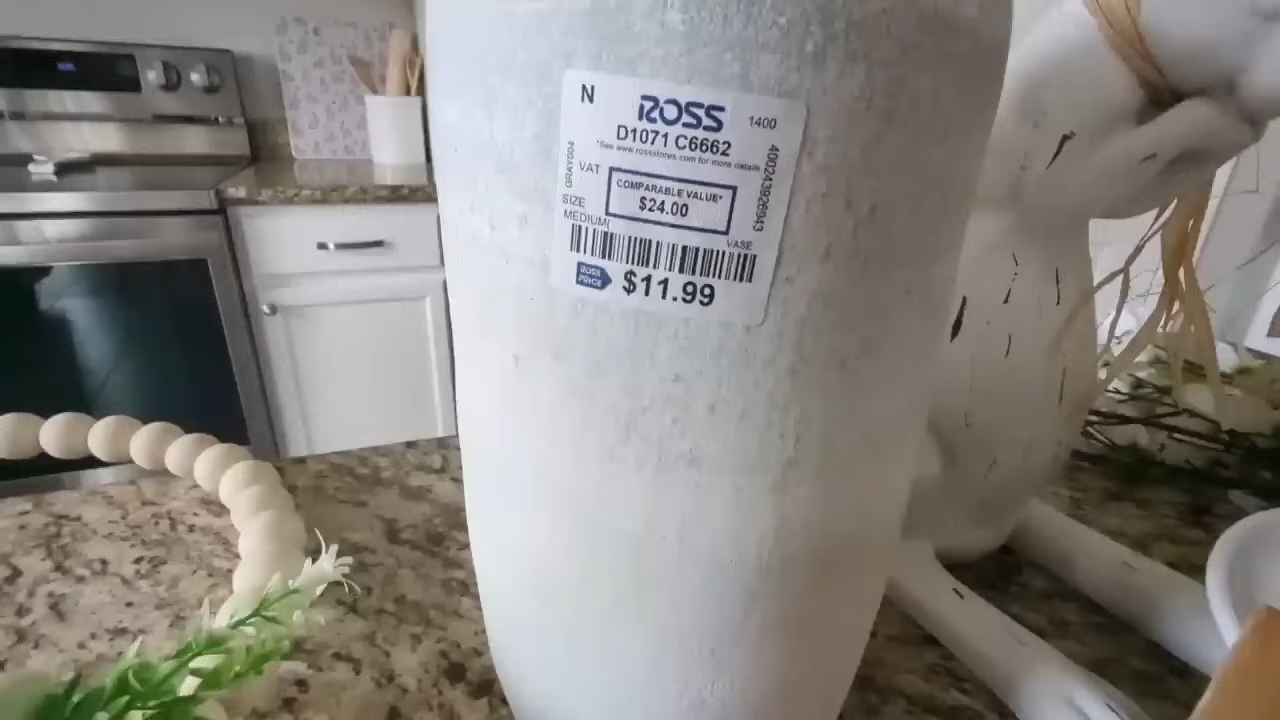 N
ROSS
1400
D1071 C6662
*See www.rossstores.com for more details
GRAY004
VAT
COMPARABLE VALUE*
$24.00
400243926943
SIZE
MEDIUM(
VASE
ROSS PRICE
$11.99